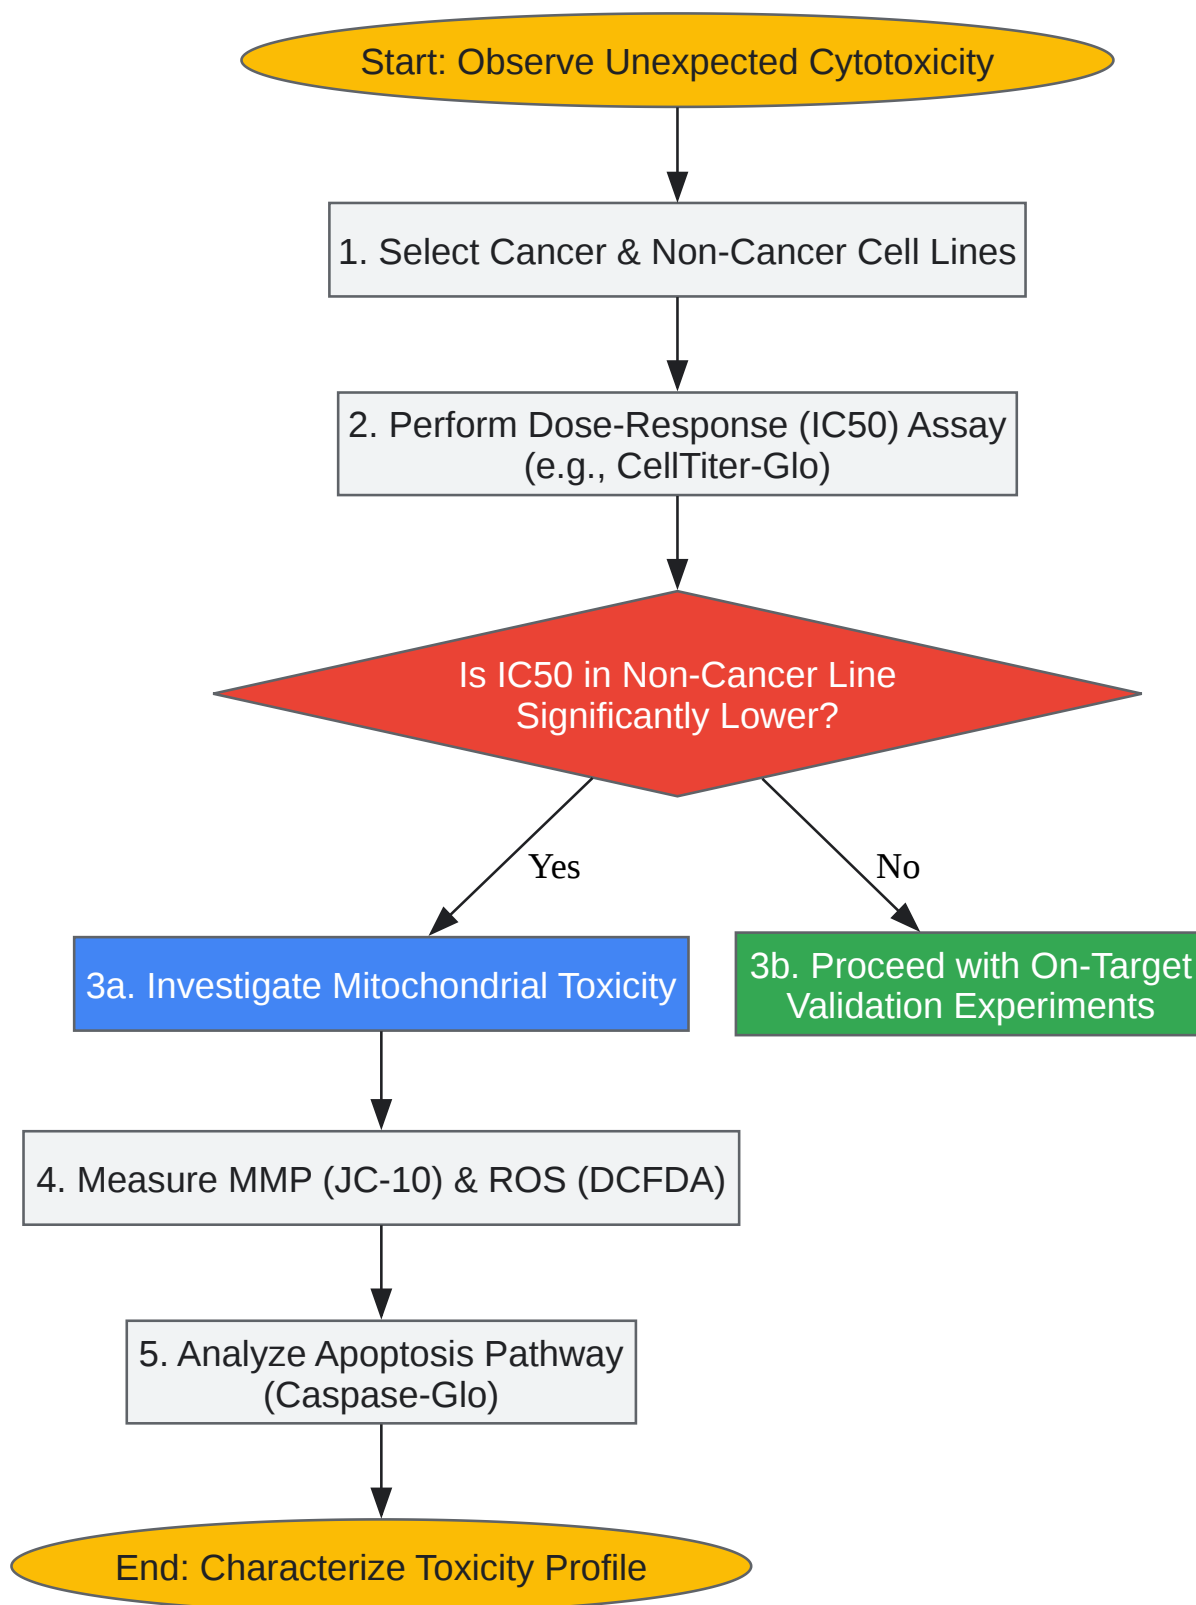 Start: Observe Unexpected Cytotoxicity
1. Select Cancer & Non-Cancer Cell Lines
2. Perform Dose-Response (IC50) Assay
(e.g., CellTiter-Glo)
Is IC50 in Non-Cancer Line
Significantly Lower?
Yes
No
3a. Investigate Mitochondrial Toxicity
3b. Proceed with On-Target
Validation Experiments
4. Measure MMP (JC-10) & ROS (DCFDA)
5. Analyze Apoptosis Pathway
(Caspase-Glo)
End: Characterize Toxicity Profile